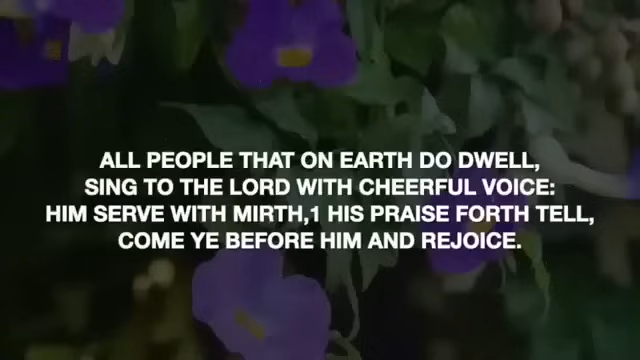 ALL PEOPLE THAT ON EARTH DO DWELL,
SING TO THE LORD WITH CHEERFUL VOICE:
HIM SERVE WITH MIRTH,1 HIS PRAISE FORTH TELL,
COME YE BEFORE HIM AND REJOICE.